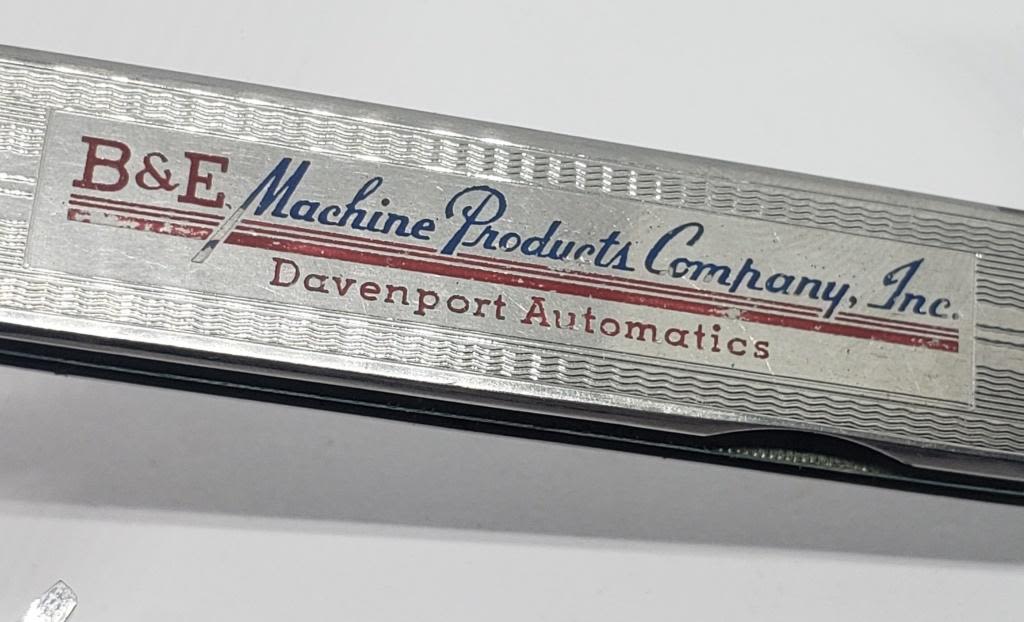 B&E Machine Products Company, Inc.
Davenport Automatics